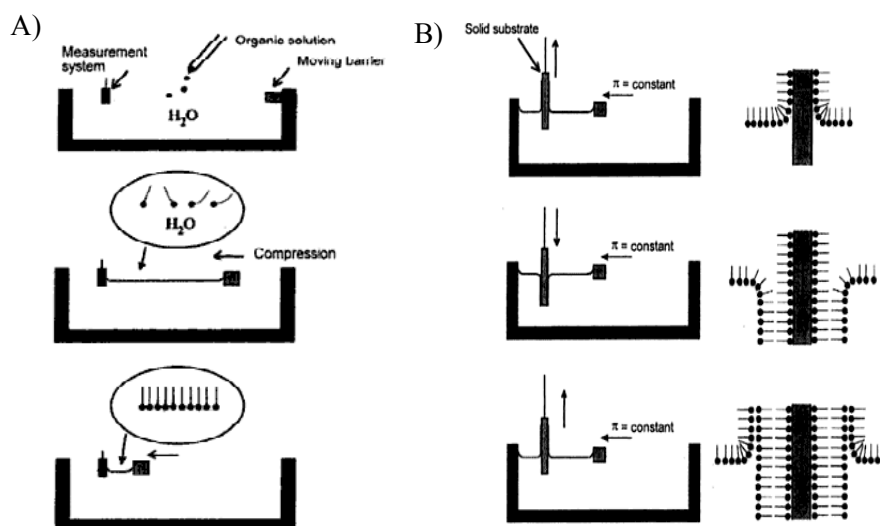 A)
Organic solution
Measurement
system
Moving barrier
H₂O
H₂O
Compression
B)
Solid substrate
π = constant
π = constant
π = constant